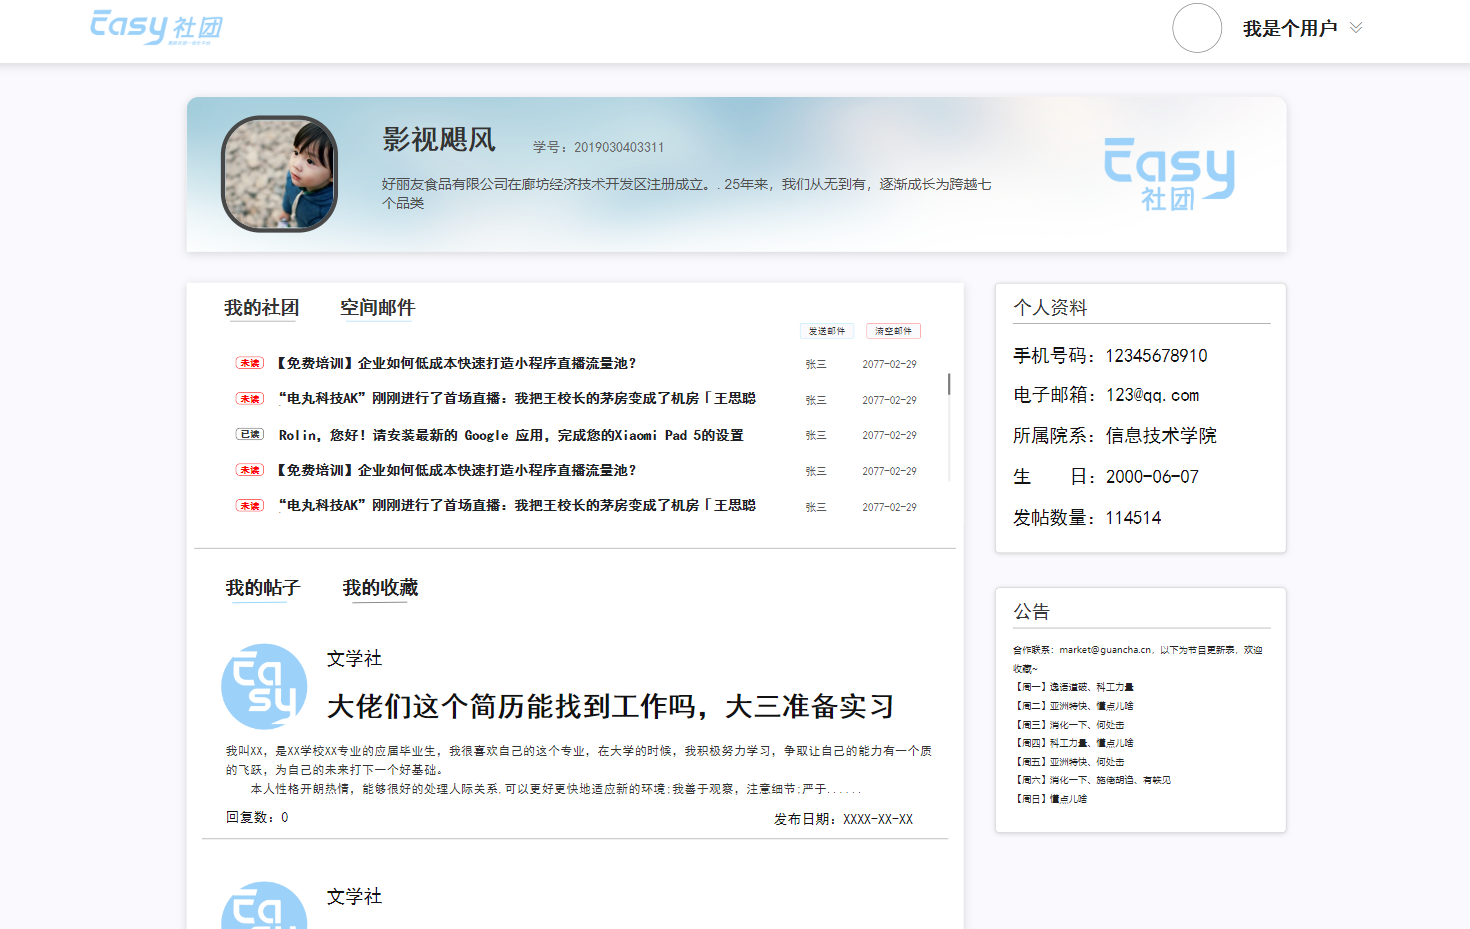 Easy 社团
我是个用户
影视飓风
学号：2019030403311
好丽友食品有限公司在廊坊经济技术开发区注册成立。. 25年来，我们从无到有，逐渐成长为跨越七
个品类
Easy
社团
我的社团 空间邮件
发送邮件 清空邮件
未读 【免费培训】企业如何低成本快速打造小程序直播流量池？ 张三 2077-02-29
未读 “电丸科技AK”刚刚进行了首场直播：我把王校长的茅房变成了机房「王思聪 张三 2077-02-29
已读 Rolin，您好！请安装最新的 Google 应用，完成您的Xiaomi Pad 5的设置 张三 2077-02-29
未读 【免费培训】企业如何低成本快速打造小程序直播流量池？ 张三 2077-02-29
未读 “电丸科技AK”刚刚进行了首场直播：我把王校长的茅房变成了机房「王思聪 张三 2077-02-29
我的帖子 我的收藏
Easy
文学社
大佬们这个简历能找到工作吗，大三准备实习
我叫XX，是XX学校XX专业的应届毕业生，我很喜欢自己的这个专业，在大学的时候，我积极努力学习，争取让自己的能力有一个质
的飞跃，为自己的未来打下一个好基础。
本人性格开朗热情，能够很好的处理人际关系.可以更好更快地适应新的环境;我善于观察，注意细节;严于......
回复数：0
发布日期：XXXX-XX-XX
文学社
个人资料
手机号码：12345678910
电子邮箱：123@qq.com
所属院系：信息技术学院
生 日：2000-06-07
发帖数量：114514
公告
合作联系：market@guancha.cn，以下为节目更新表，欢迎
收藏~
【周一】逸语道破、科工力量
【周二】亚洲特快、懂点儿啥
【周三】消化一下、何处击
【周四】科工力量、懂点儿啥
【周五】亚洲特快、何处击
【周六】消化一下、施佬胡诌、有轶见
【周日】懂点儿啥